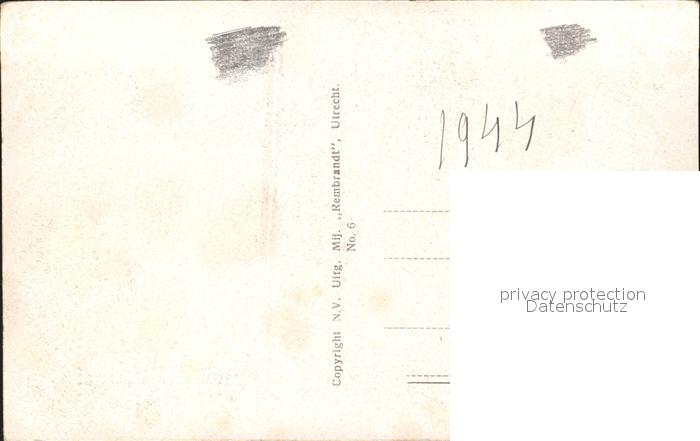 Copyright N.V. Uitg. Mij. „Rembrandt", Utrecht.
No. 6
1944
privacy protection
Datenschutz